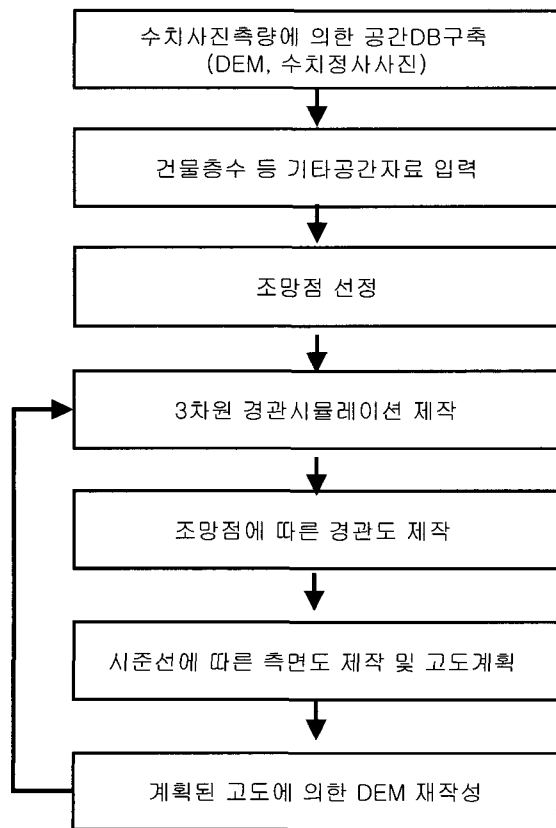 수치사진측량에 의한 공간DB구축
(DEM, 수치정사사진)
건물층수 등 기타공간자료 입력
조망점 선정
3차원 경관시뮬레이션 제작
조망점에 따른 경관도 제작
시준선에 따른 측면도 제작 및 고도계획
계획된 고도에 의한 DEM 재작성